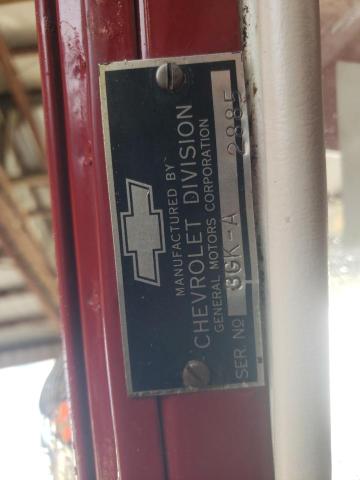 MANUFACTURED BY
CHEVROLET DIVISION
GENERAL MOTORS CORPORATION
SER. NO 3GK-A 2885